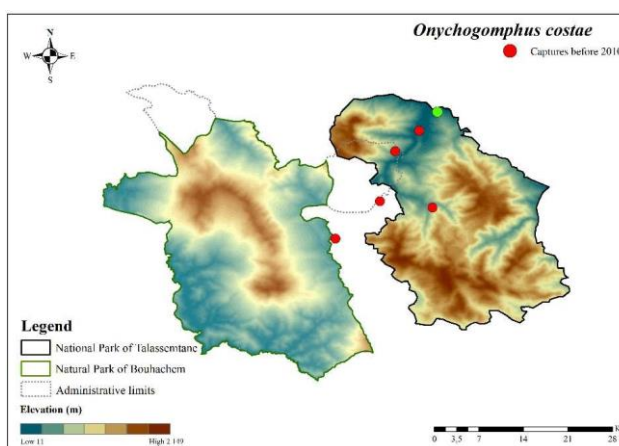 Onychogomphus costae
Captures before 2010
N
W E
S
Legend
National Park of Talassemtane
Natural Park of Bouhachem
Administrative limits
Elevation (m)
Low 11 High 2 149
0 3,5 7 14 21 28